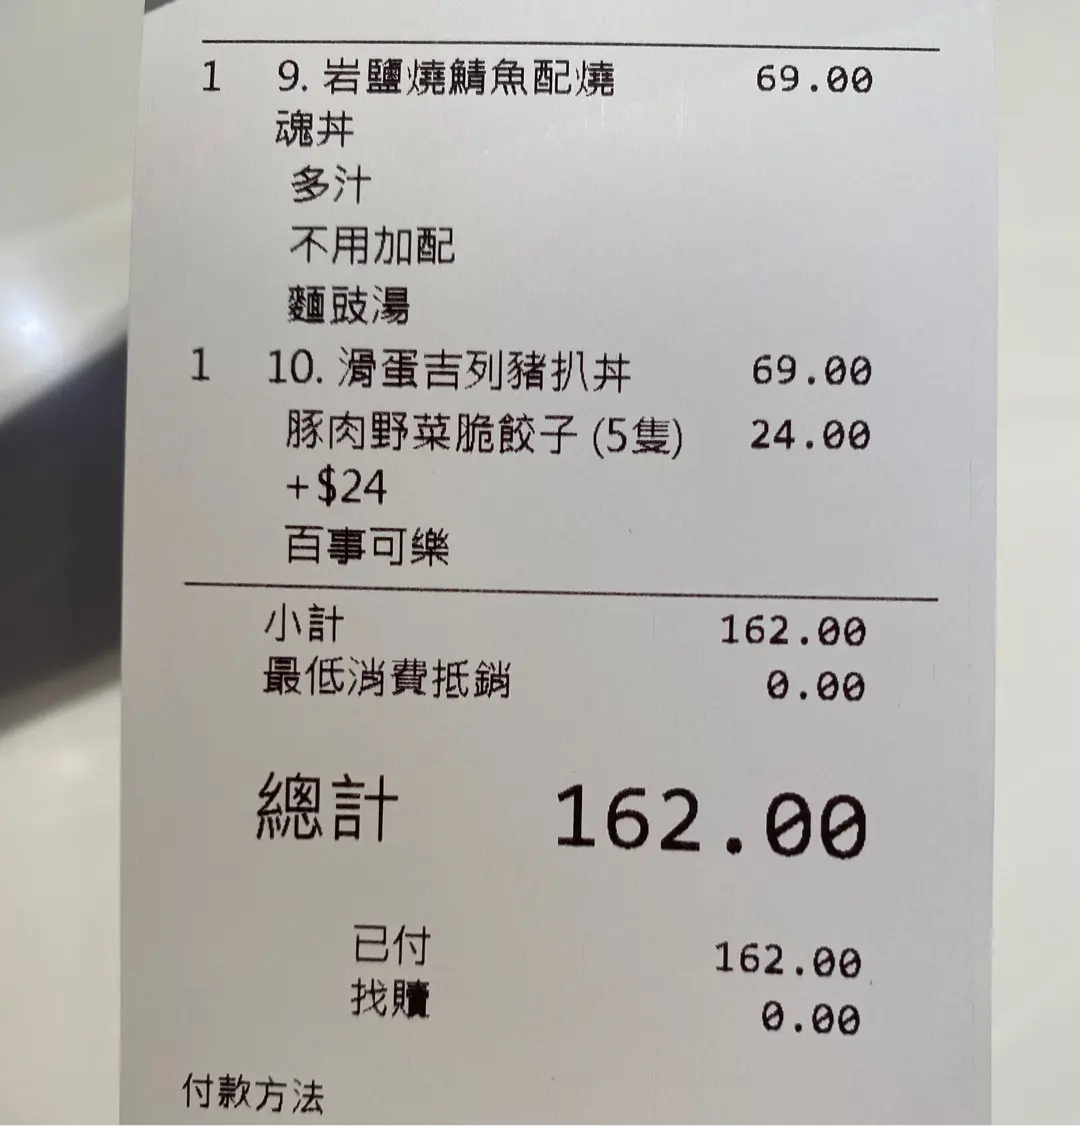 1 9. 岩鹽燒鯖魚配燒 69.00
魂丼
多汁
不用加配
麵豉湯
1 10. 滑蛋吉列豬扒丼 69.00
豚肉野菜脆餃子 (5隻) 24.00
+$24
百事可樂
小計 162.00
最低消費抵銷 0.00
總計 162.00
已付 162.00
找贖 0.00
付款方法